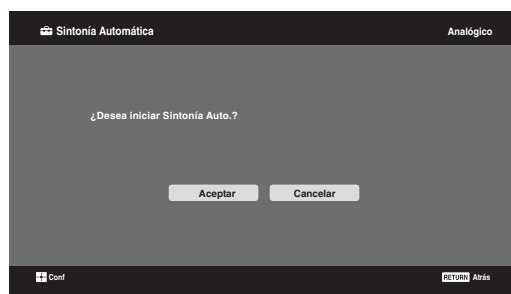 Sintonía Automática
Analógico
¿Desea iniciar Sintonía Auto.?
Aceptar
Cancelar
Conf
RETURN Atrás